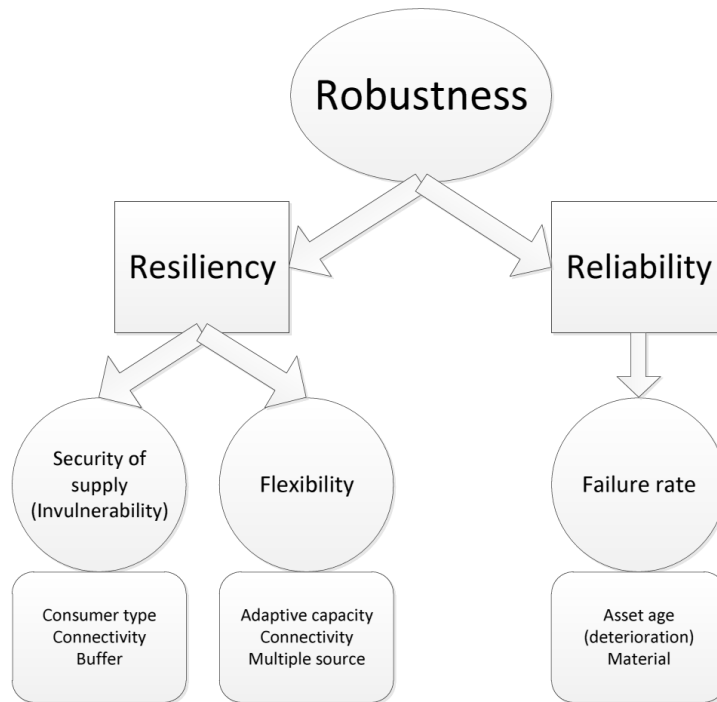 Robustness
Resiliency
Reliability
Security of
supply
(Invulnerability)
Flexibility
Failure rate
Consumer type
Connectivity
Buffer
Adaptive capacity
Connectivity
Multiple source
Asset age
(deterioration)
Material